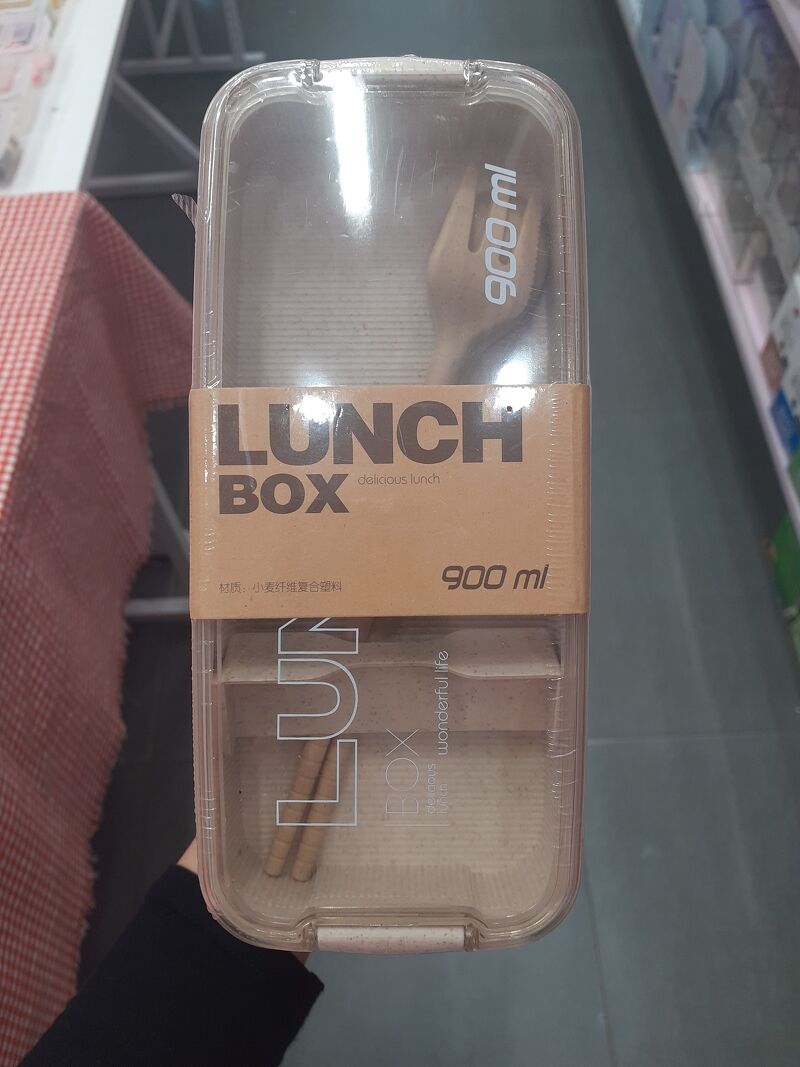 900 ml
LUNCH
BOX delicious lunch
材质：小麦纤维复合塑料
900 ml
LUN
BOX
delicious
lunch
wonderful life